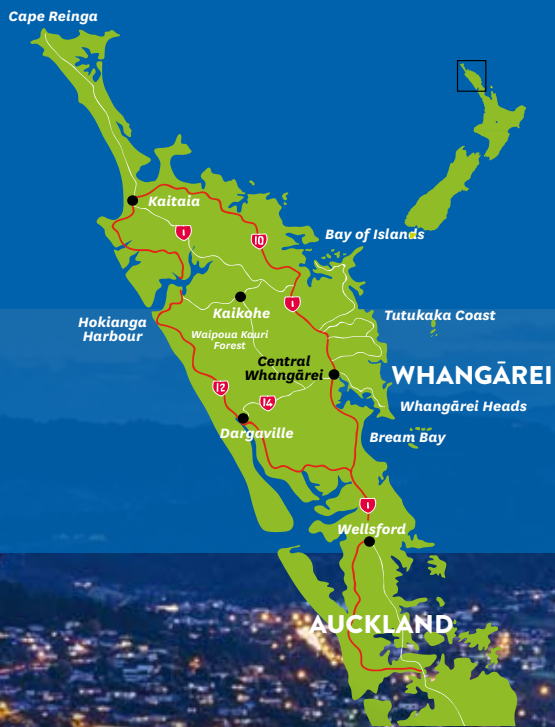 Cape Reinga
Kaitaia
1
10
Bay of Islands
1
Kaikohe
Hokianga
Harbour
Tutukaka Coast
Waipoua Kauri
Forest
Central
Whangārei
WHANGĀREI
12
14
Whangārei Heads
Dargaville
Bream Bay
1
Wellsford
AUCKLAND